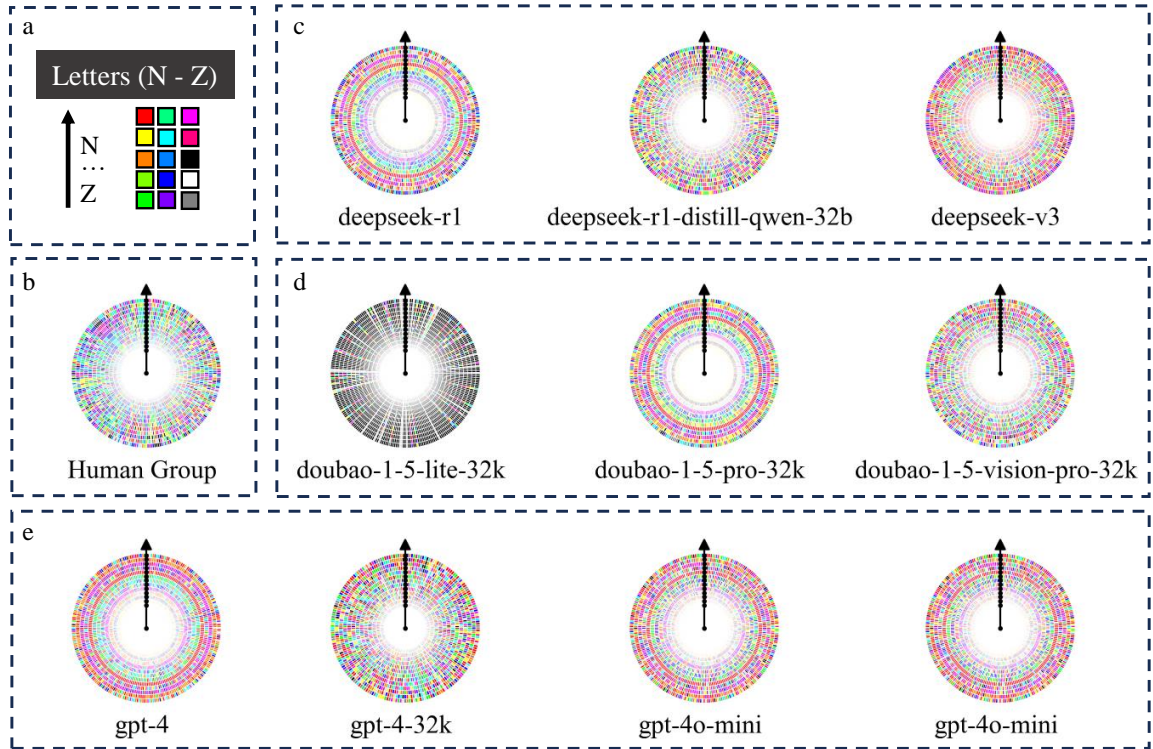 a
Letters (N - Z)
N
...
Z
b
Human Group
c
deepseek-r1
deepseek-r1-distill-qwen-32b
deepseek-v3
d
doubao-1-5-lite-32k
doubao-1-5-pro-32k
doubao-1-5-vision-pro-32k
e
gpt-4
gpt-4-32k
gpt-4o-mini
gpt-4o-mini